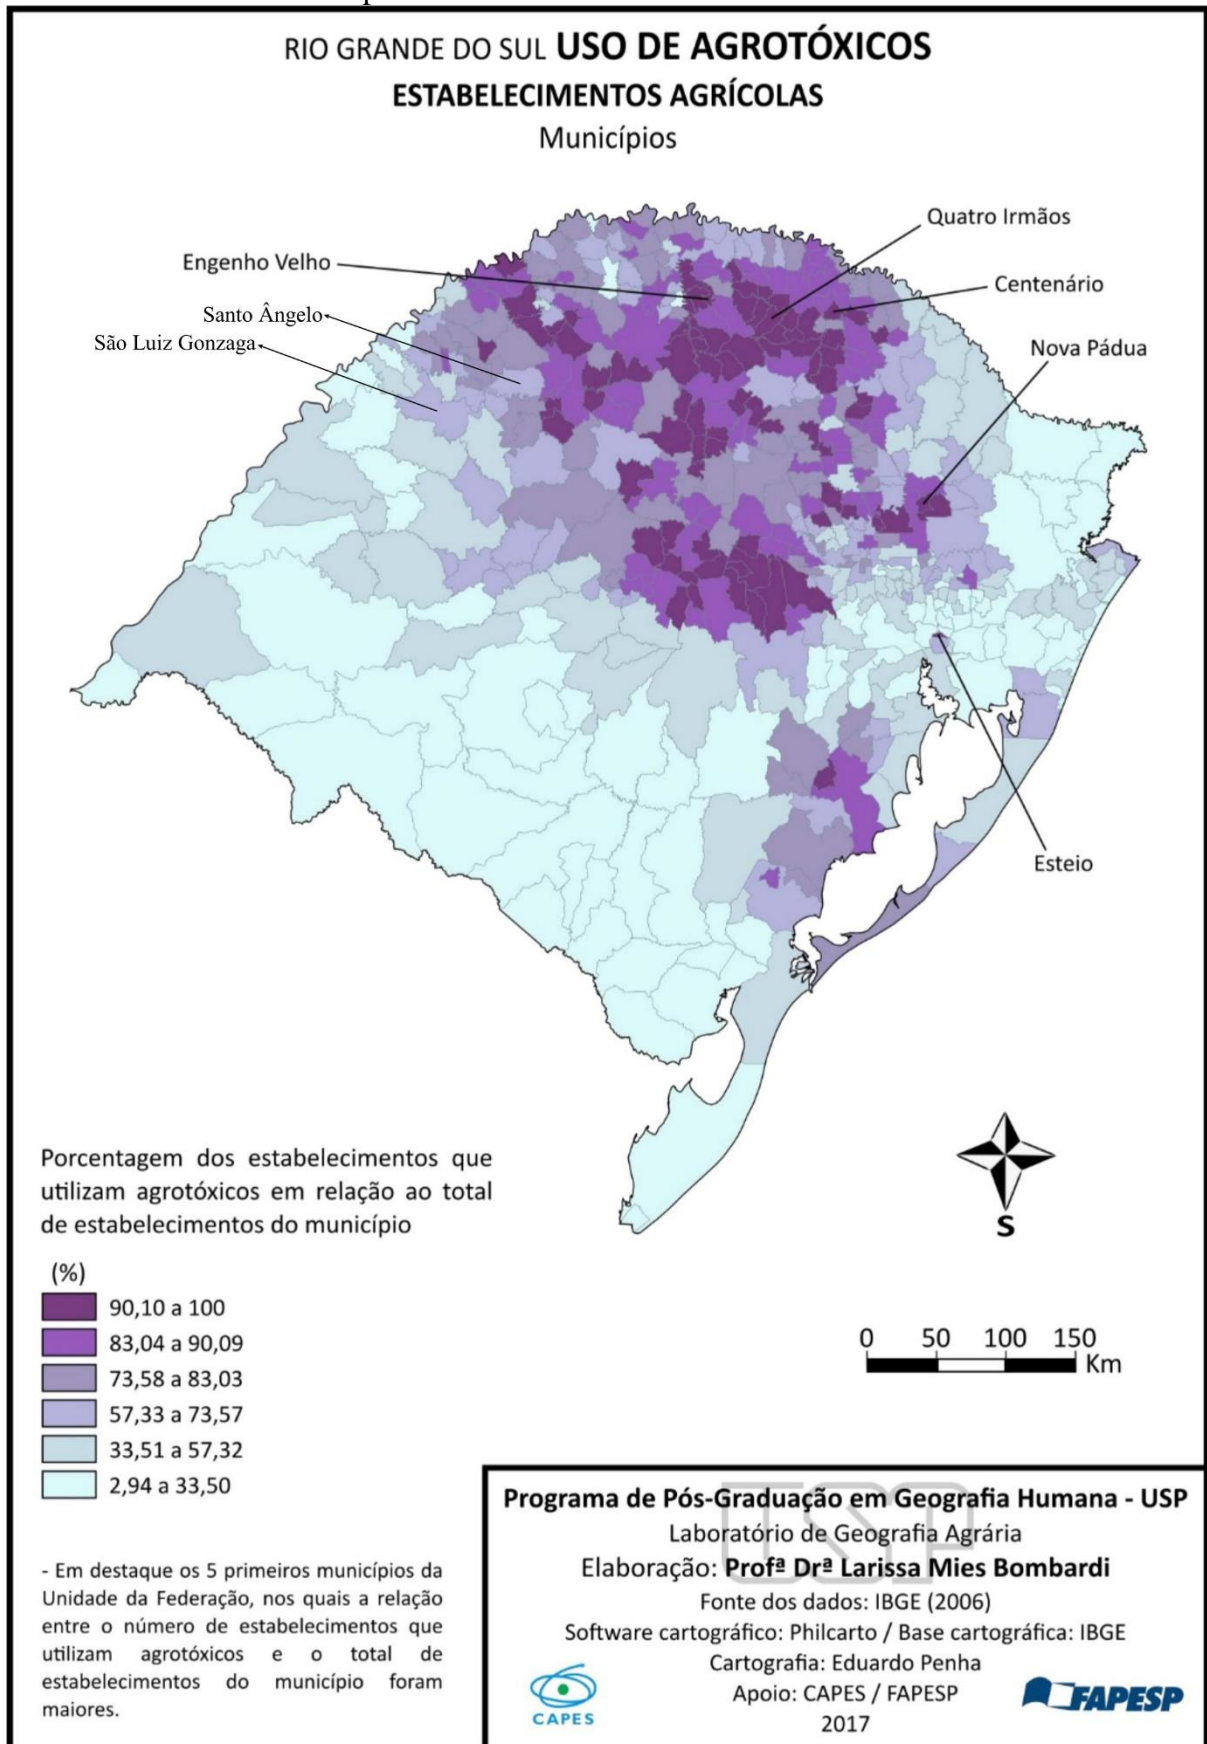 RIO GRANDE DO SUL USO DE AGROTÓXICOS
ESTABELECIMENTOS AGRÍCOLAS
Municípios
Quatro Irmãos
Engenho Velho
Centenário
Santo Ângelo
São Luiz Gonzaga
Nova Pádua
Esteio
Porcentagem dos estabelecimentos que
utilizam agrotóxicos em relação ao total
de estabelecimentos do município
(%)
90,10 a 100
83,04 a 90,09
73,58 a 83,03
57,33 a 73,57
33,51 a 57,32
2,94 a 33,50
S
0 50 100 150
Km
- Em destaque os 5 primeiros municípios da
Unidade da Federação, nos quais a relação
entre o número de estabelecimentos que
utilizam agrotóxicos e o total de
estabelecimentos do município foram
maiores.
USP
Programa de Pós-Graduação em Geografia Humana - USP
Laboratório de Geografia Agrária
Elaboração: Profª Drª Larissa Mies Bombardi
Fonte dos dados: IBGE (2006)
Software cartográfico: Philcarto / Base cartográfica: IBGE
Cartografia: Eduardo Penha
Apoio: CAPES / FAPESP
2017
CAPES
FAPESP